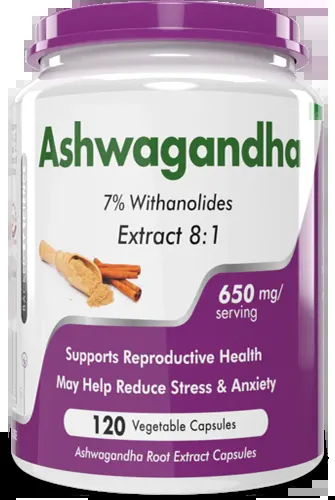 Ashwagandha
7% Withanolides
Extract 8:1
650 mg/
serving
Supports Reproductive Health
May Help Reduce Stress & Anxiety
120 Vegetable Capsules
Ashwagandha Root Extract Capsules